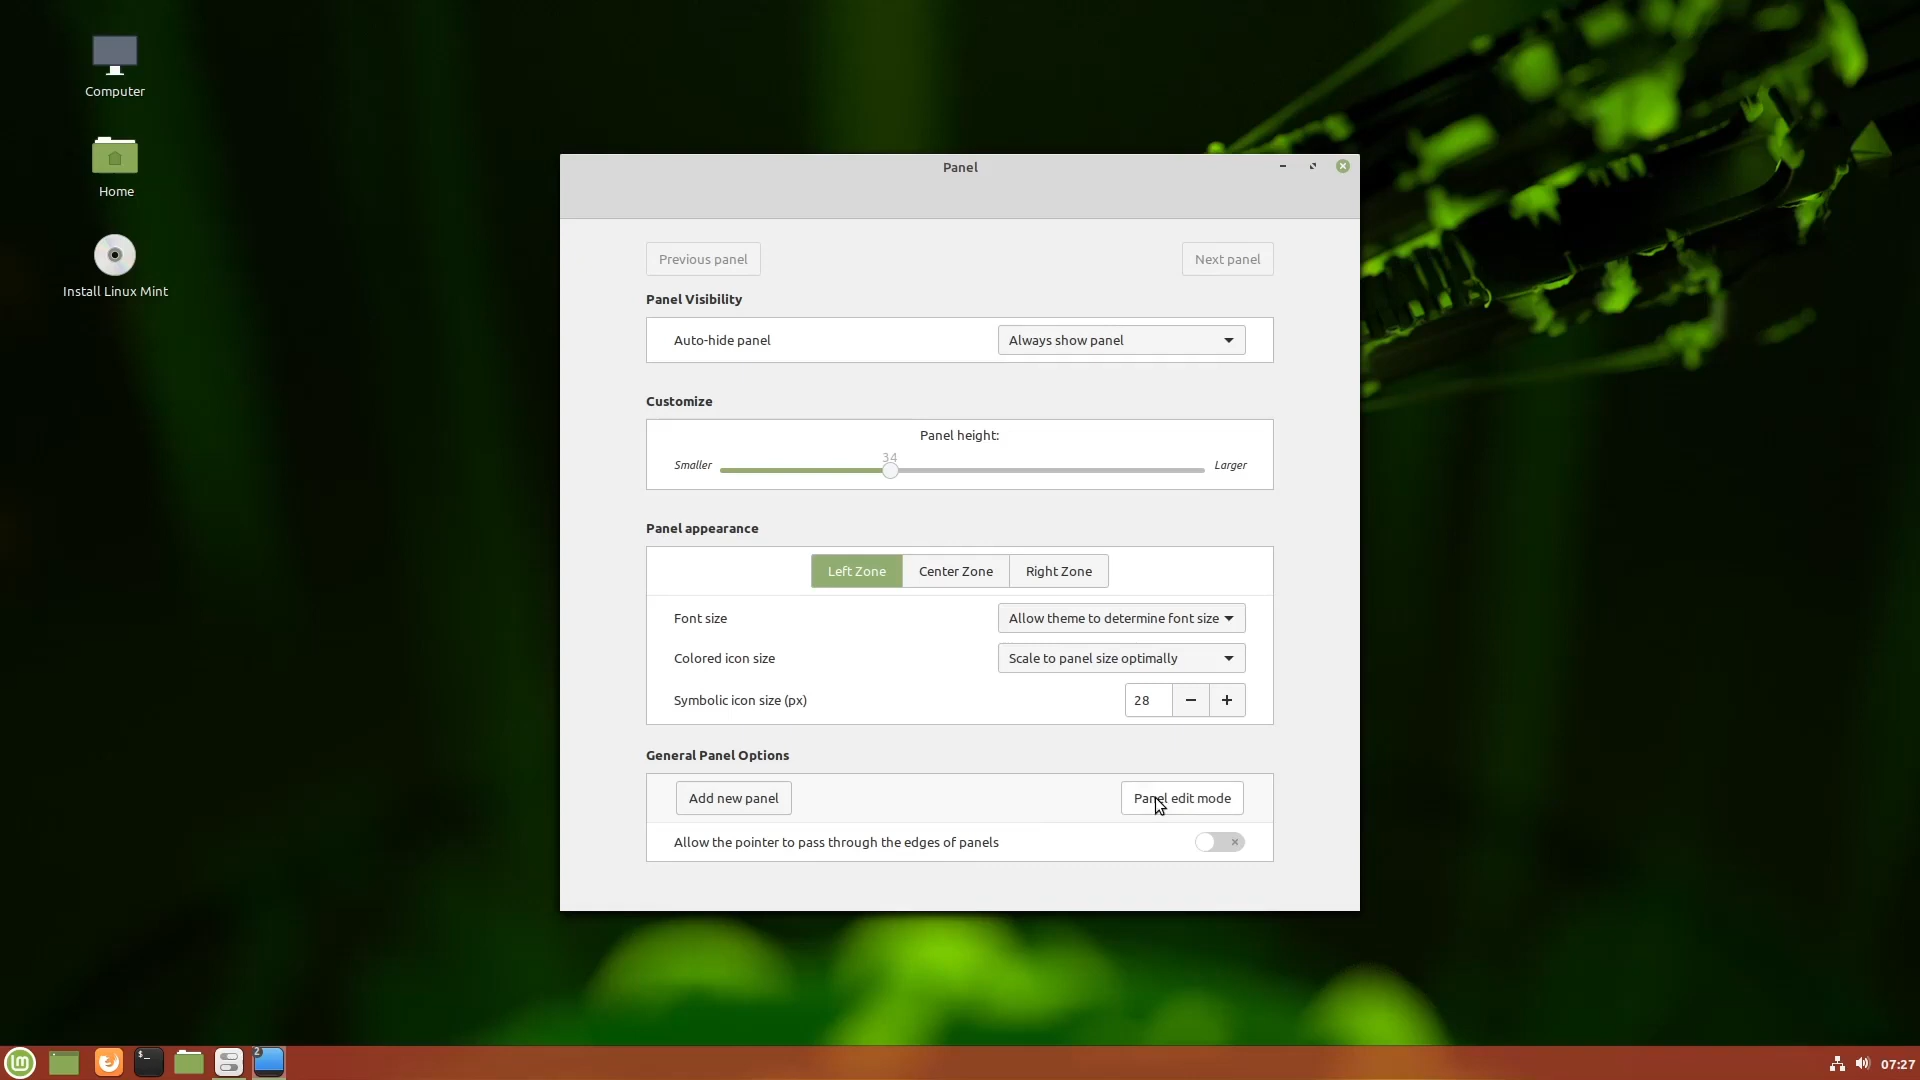 Computer
Home
Install Linux Mint
Panel
Previous panel
Next panel
Panel Visibility
Auto-hide panel
Always show panel
Customize
Panel height:
34
Smaller
Larger
Panel appearance
Left Zone
Center Zone
Right Zone
Font size
Allow theme to determine font size
Colored icon size
Scale to panel size optimally
Symbolic icon size (px)
28
General Panel Options
Add new panel
Panel edit mode
Allow the pointer to pass through the edges of panels
$_
2
07:27